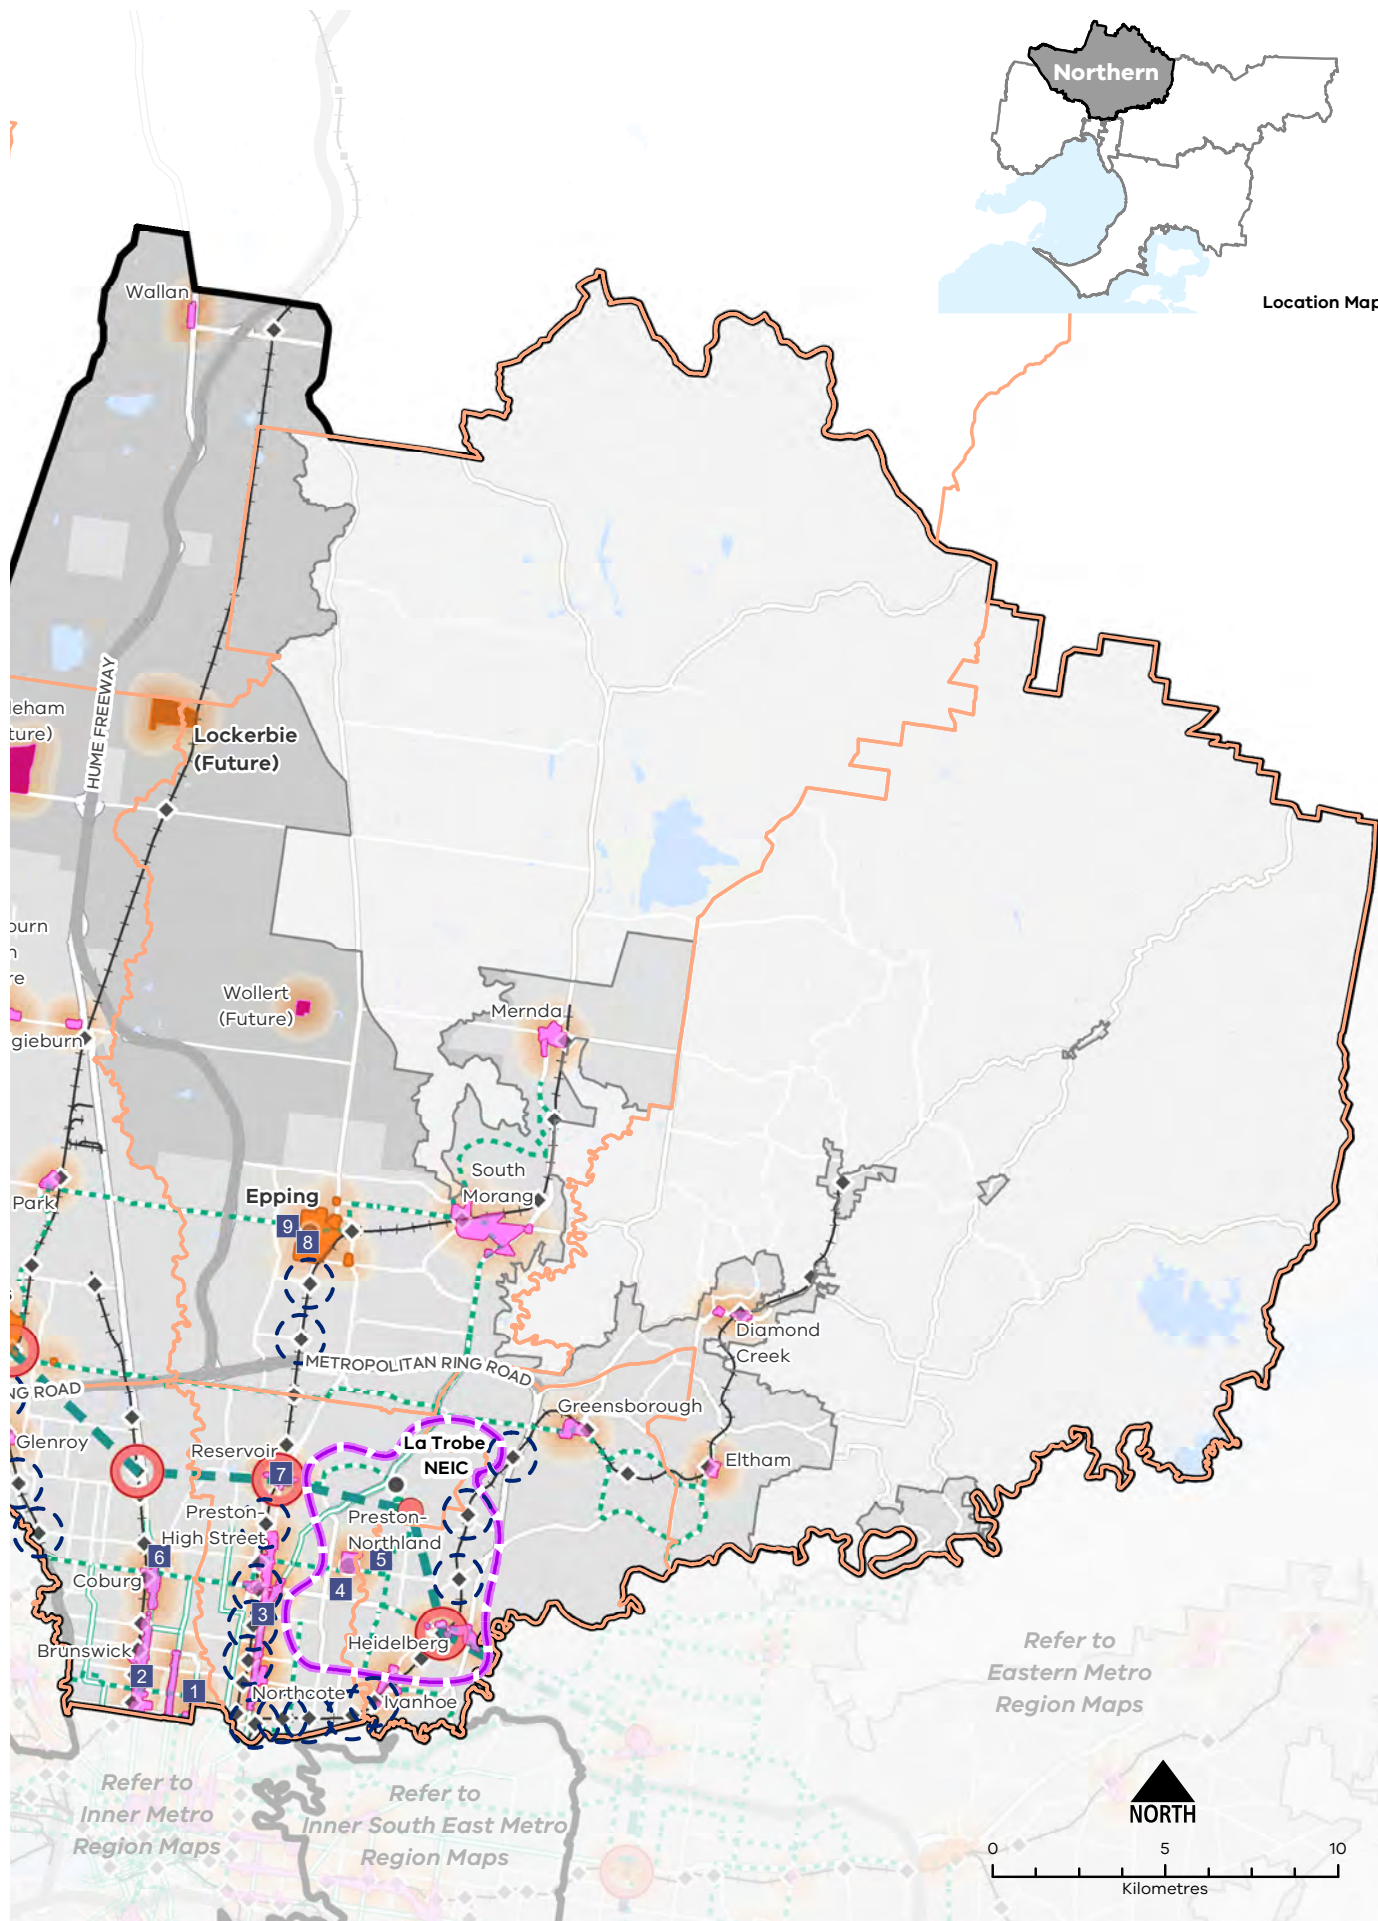 Northern
Location Map
Wallan
HUME FREEWAY
Lockerbie
(Future)
Wollert
(Future)
Mernda
South
Morang
Epping
9
8
Park
METROPOLITAN RING ROAD
NG ROAD
Diamond
Creek
Greensborough
Glenroy
La Trobe
NEIC
Reservoir
7
Eltham
Preston-
High Street
Preston-
Northland
6
5
4
Coburg
3
Brunswick
Heidelberg
2
1
Northcote
Ivanhoe
Refer to
Eastern Metro
Region Maps
Refer to
Inner Metro
Region Maps
Refer to
Inner South East Metro
Region Maps
NORTH
0 5 10
Kilometres